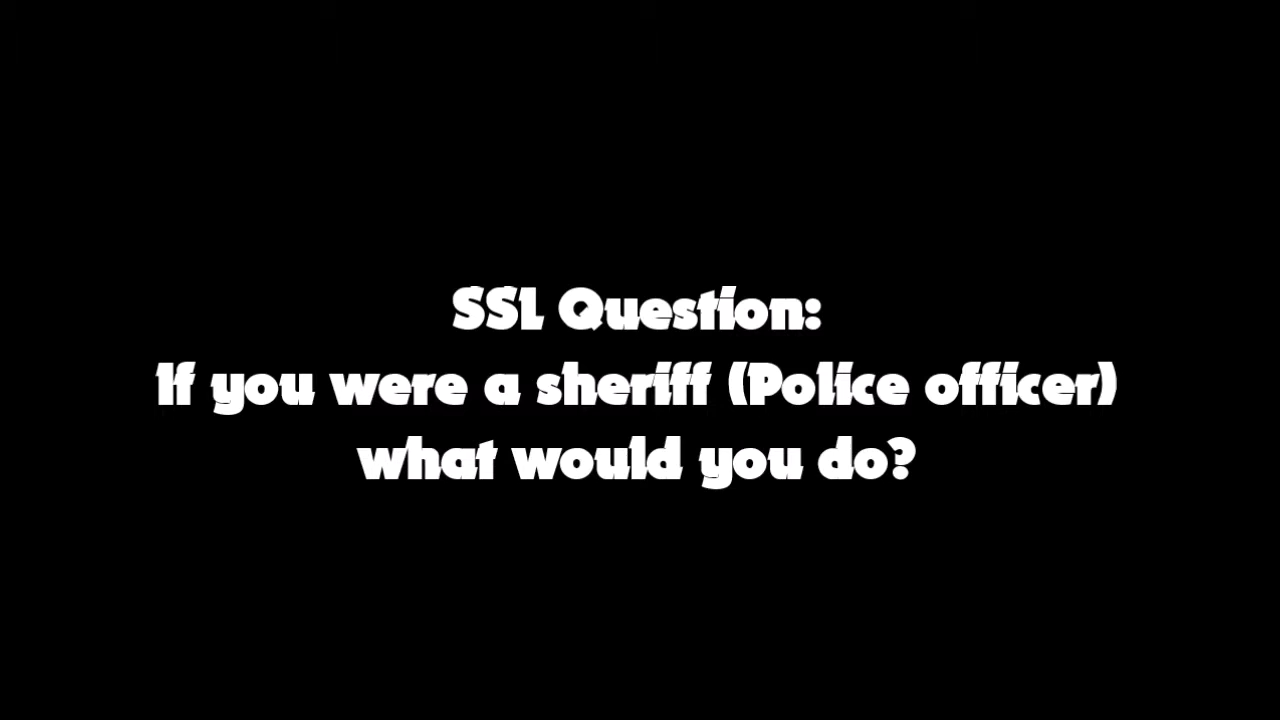 SSL Question:
If you were a sheriff (Police officer)
what would you do?